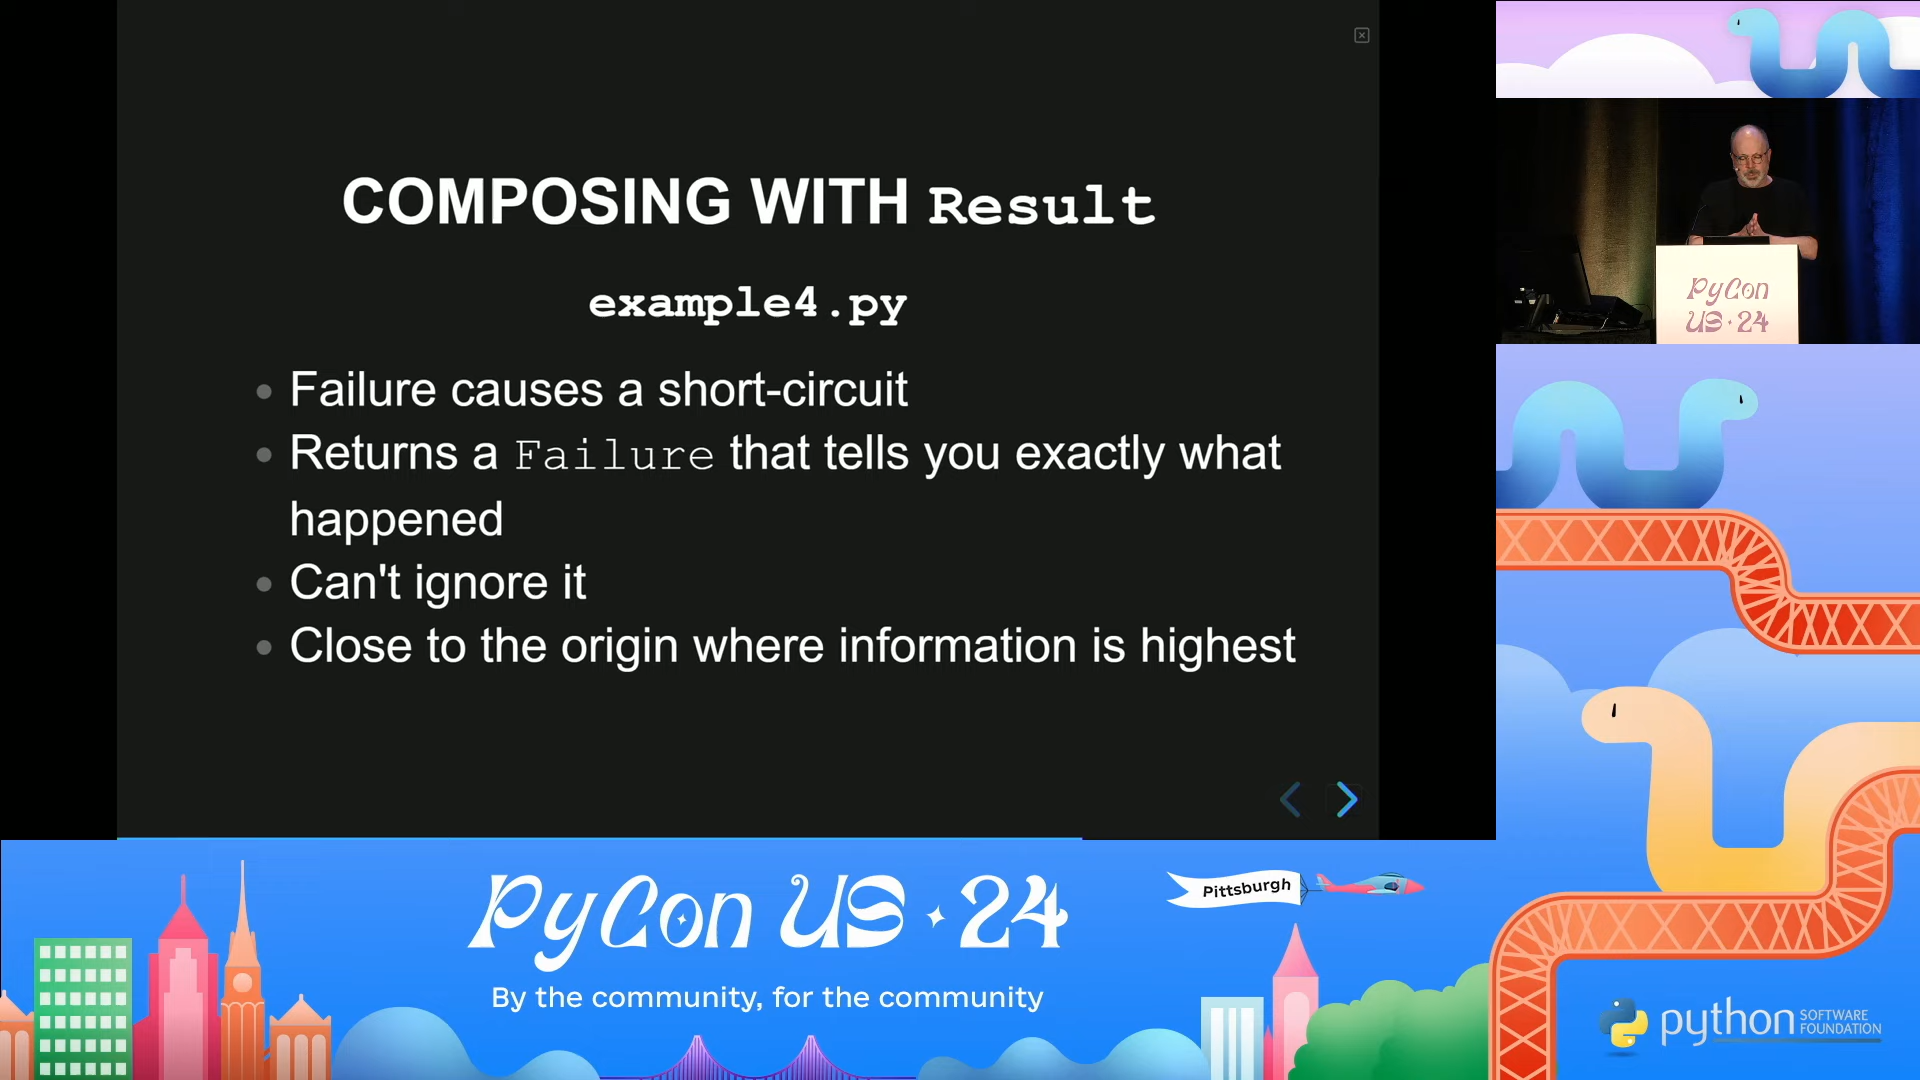 COMPOSING WITH Result
example4.py
Failure causes a short-circuit
Returns a Failure that tells you exactly what
happened
Can't ignore it
Close to the origin where information is highest
PyCon
US·24
PyCon US·24
Pittsburgh
By the community, for the community
python SOFTWARE
FOUNDATION